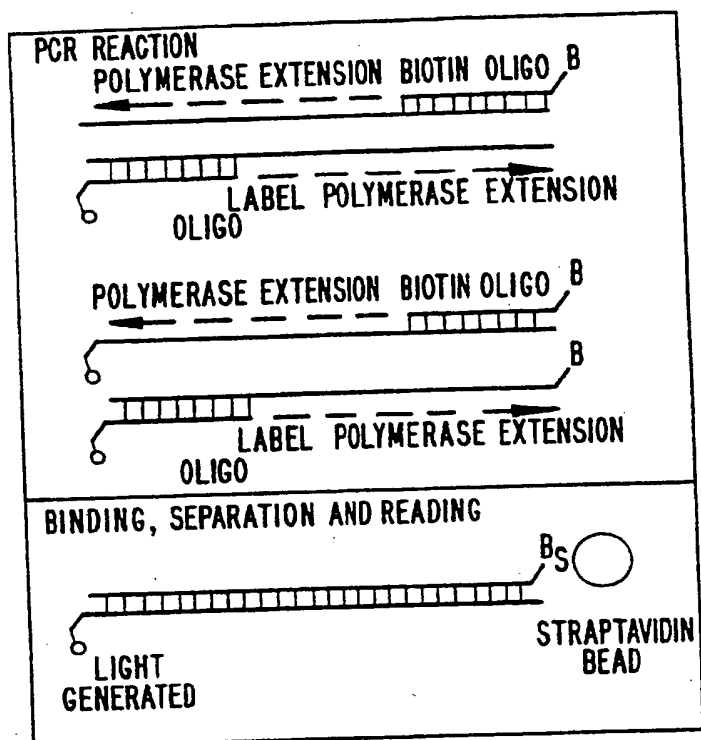 PCR REACTION
POLYMERASE EXTENSION BIOTIN OLIGO B
LABEL POLYMERASE EXTENSION
OLIGO
POLYMERASE EXTENSION BIOTIN OLIGO B
B
LABEL POLYMERASE EXTENSION
OLIGO
BINDING, SEPARATION AND READING
B S
STRAPTAVIDIN
BEAD
LIGHT
GENERATED